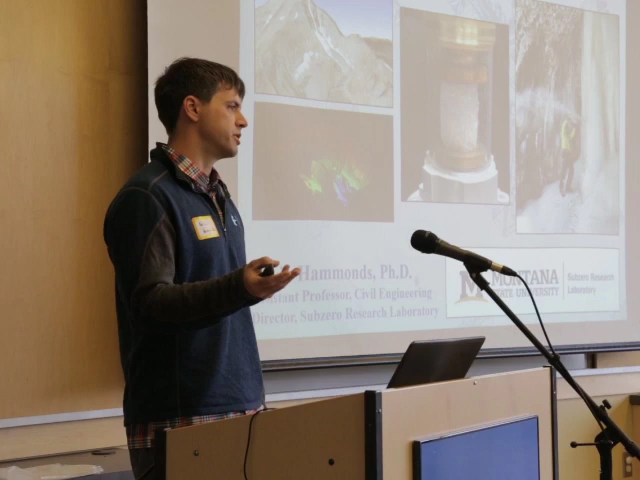 Hammonds, Ph.D.
Professor, Civil Engineering
Director, Subzero Research Laboratory
M MONTANA
STATE UNIVERSITY
Subzero Research
Laboratory